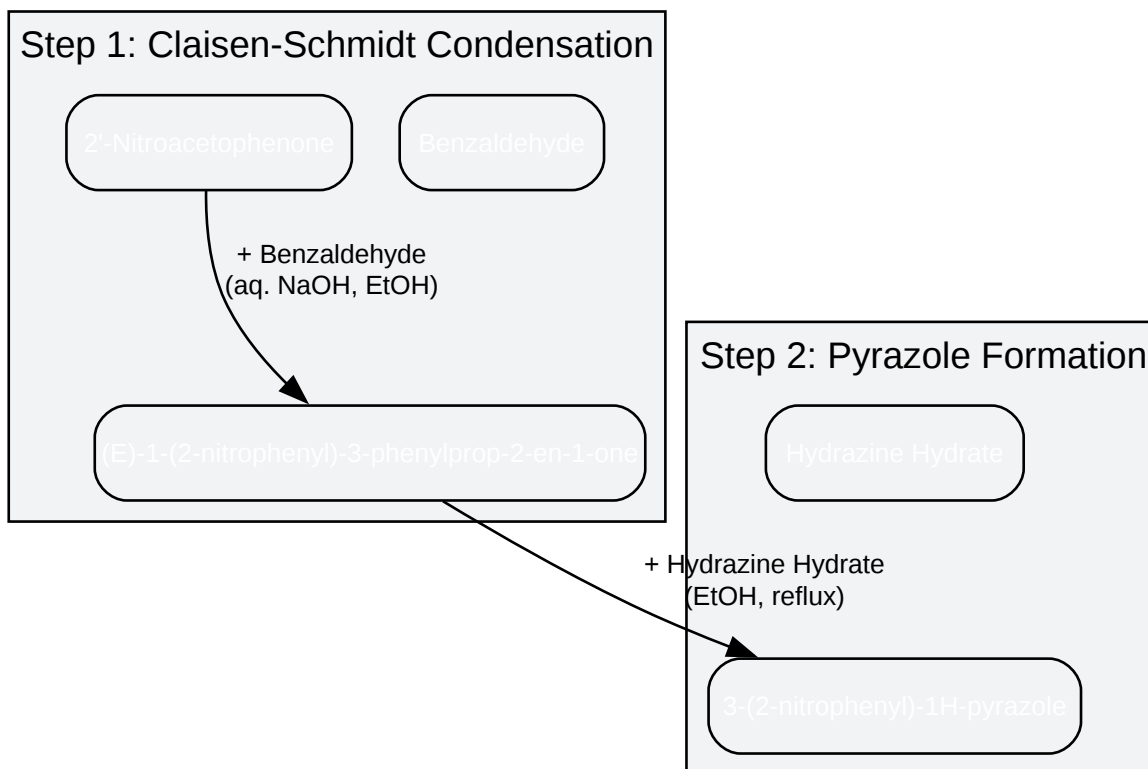 Step 1: Claisen-Schmidt Condensation
2'-Nitroacetophenone
Benzaldehyde
+ Benzaldehyde
(aq. NaOH, EtOH)
(E)-1-(2-nitrophenyl)-3-phenylprop-2-en-1-one
Step 2: Pyrazole Formation
Hydrazine Hydrate
+ Hydrazine Hydrate
(EtOH, reflux)
3-(2-nitrophenyl)-1H-pyrazole